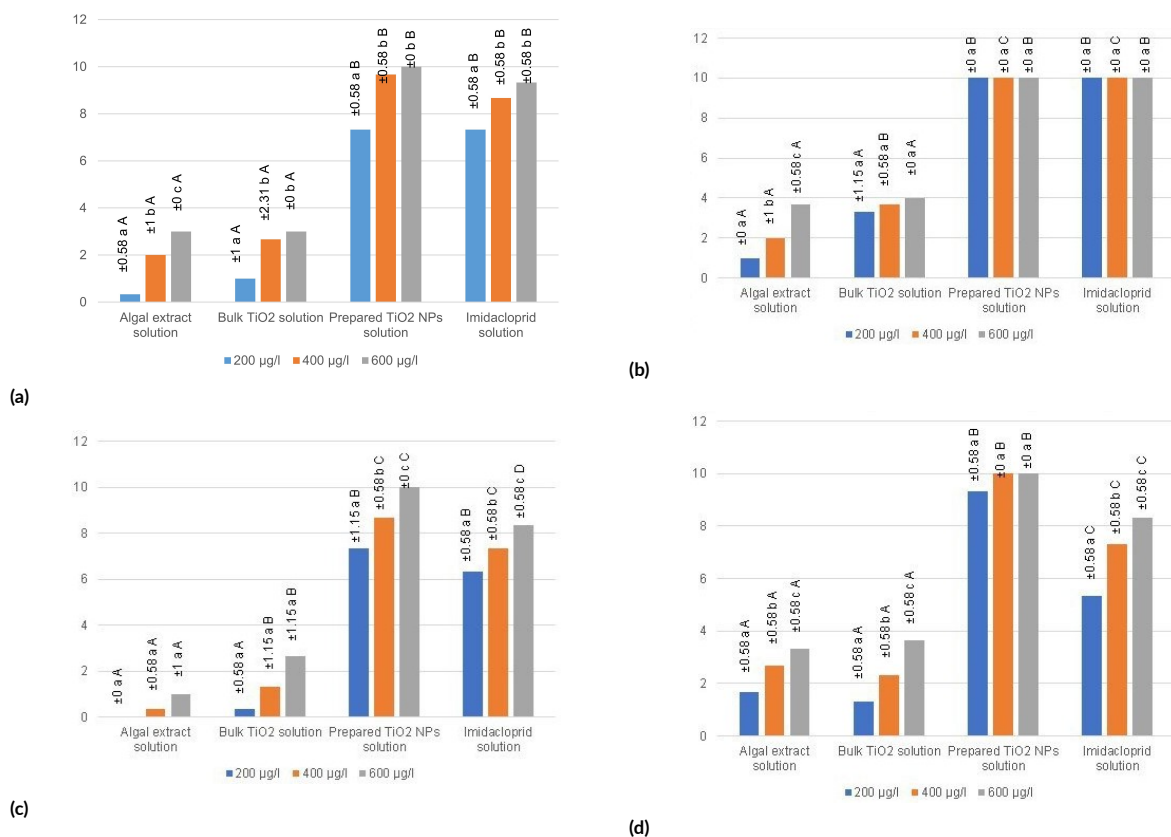 12
10
8
6
4
2
0
±0.58 a A
±1 b A
±0 c A
±1 a A
±2.31 b A
±0 b A
±0.58 a B
±0.58 b B
±0 b B
±0.58 a B
±0.58 b B
±0.58 b B
Algal extract solution
Bulk TiO2 solution
Prepared TiO2 NPs solution
Imidacloprid solution
200 µg/l 400 µg/l 600 µg/l
(a)
12
10
8
6
4
2
0
±0 a A
±1 b A
±0.58 c A
±1.15 a A
±0.58 a B
±0 a A
±0 a B
±0 a C
±0 a B
±0 a B
±0 a C
±0 a B
Algal extract solution
Bulk TiO2 solution
Prepared TiO2 NPs solution
Imidacloprid solution
200 µg/l 400 µg/l 600 µg/l
(b)
12
10
8
6
4
2
0
±0 a A
±0.58 a A
±1 a A
±0.58 a A
±1.15 a B
±1.15 a B
±1.15 a B
±0.58 b C
±0 c C
±0.58 a B
±0.58 b C
±0.58 c D
Algal extract solution
Bulk TiO2 solution
Prepared TiO2 NPs solution
Imidacloprid solution
200 µg/l 400 µg/l 600 µg/l
(c)
12
10
8
6
4
2
0
±0.58 a A
±0.58 b A
±0.58 c A
±0.58 a A
±0.58 b A
±0.58 c A
±0.58 a B
±0 a B
±0 a B
±0.58 a C
±0.58 b C
±0.58 c C
Algal extract solution
Bulk TiO2 solution
Prepared TiO2 NPs solution
Imidacloprid solution
200 µg/l 400 µg/l 600 µg/l
(d)